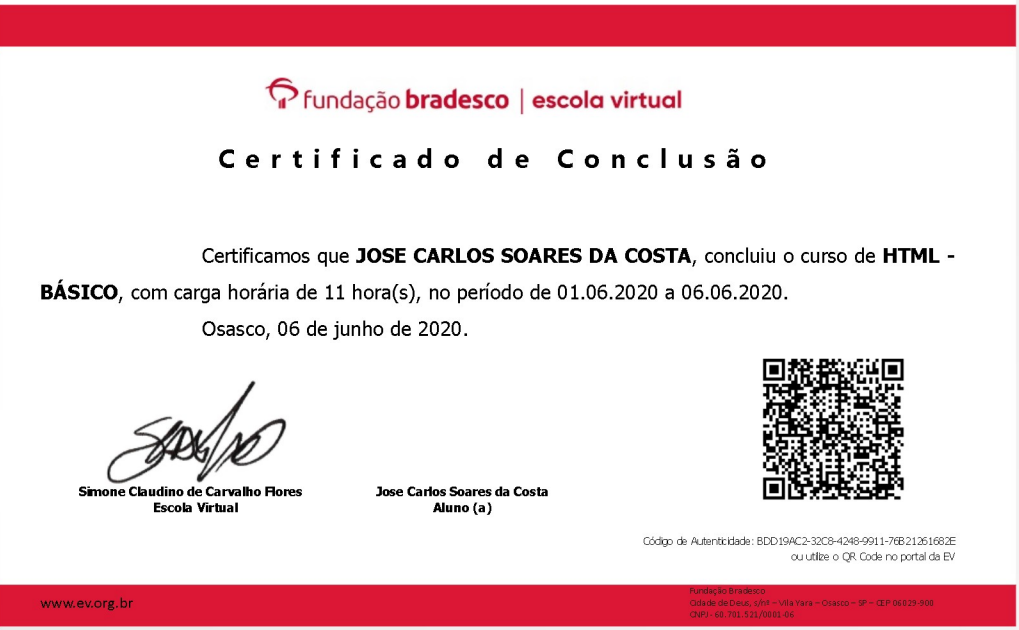 fundação bradesco | escola virtual
Certificado de Conclusão
Certificamos que JOSE CARLOS SOARES DA COSTA, concluiu o curso de HTML -
BÁSICO, com carga horária de 11 hora(s), no período de 01.06.2020 a 06.06.2020.
Osasco, 06 de junho de 2020.
Simone Claudino de Carvalho Flores
Escola Virtual
Jose Carlos Soares da Costa
Aluno (a)
Código de Autenticidade: BDD19AC2-32C8-4248-9911-76B21261682E
ou utilize o QR Code no portal da EV
www.ev.org.br
Fundação Bradesco
Cidade de Deus, s/nº – Vila Yara – Osasco – SP – CEP 06029-900
CNPJ - 60.701.521/0001-06